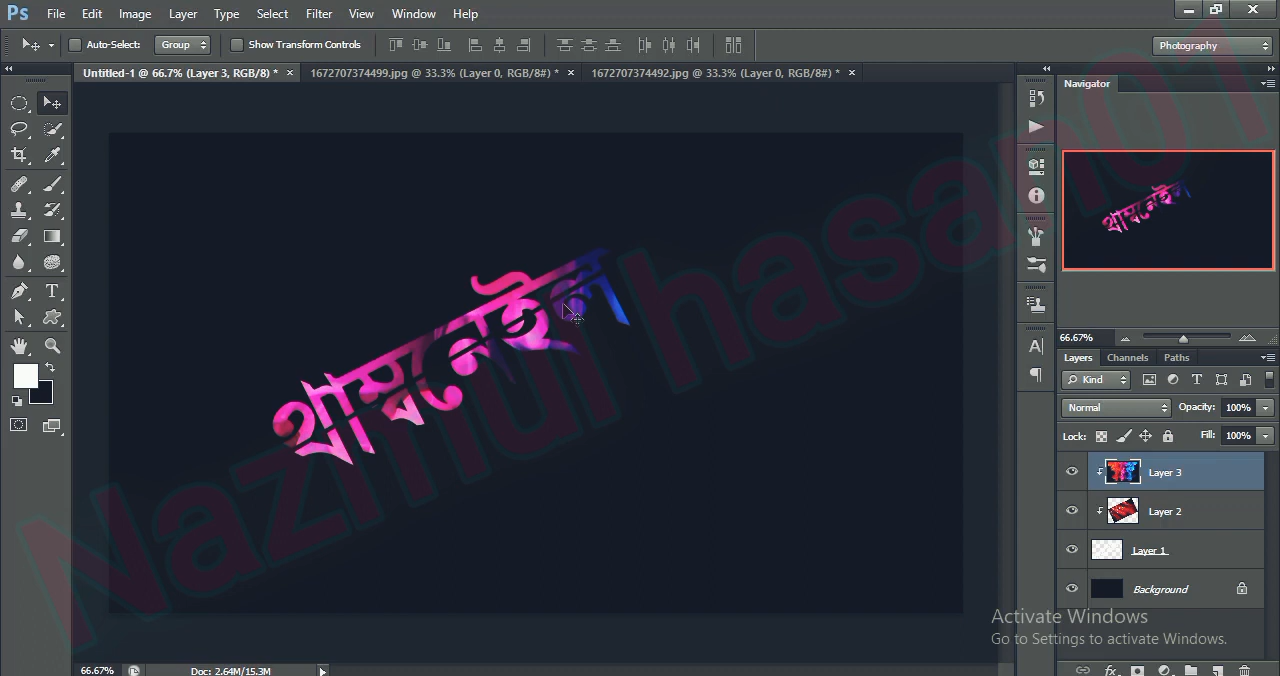 Ps File Edit Image Layer Type Select Filter View Window Help
Auto-Select: Group Show Transform Controls Photography
Untitled-1 @ 66.7% (Layer 3, RGB/8) * × 1672707374499.jpg @ 33.3% (Layer 0, RGB/8#) * × 1672707374492.jpg @ 33.3% (Layer 0, RGB/8#) * ×
Navigator
থাম্বনেইল
Nazmul hasan01
66.67%
Layers Channels Paths
Kind
Normal Opacity: 100%
Lock: Fill: 100%
Layer 3
Layer 2
Layer 1
Background
Activate Windows
Go to Settings to activate Windows.
66.67% Doc: 2.64M/15.3M